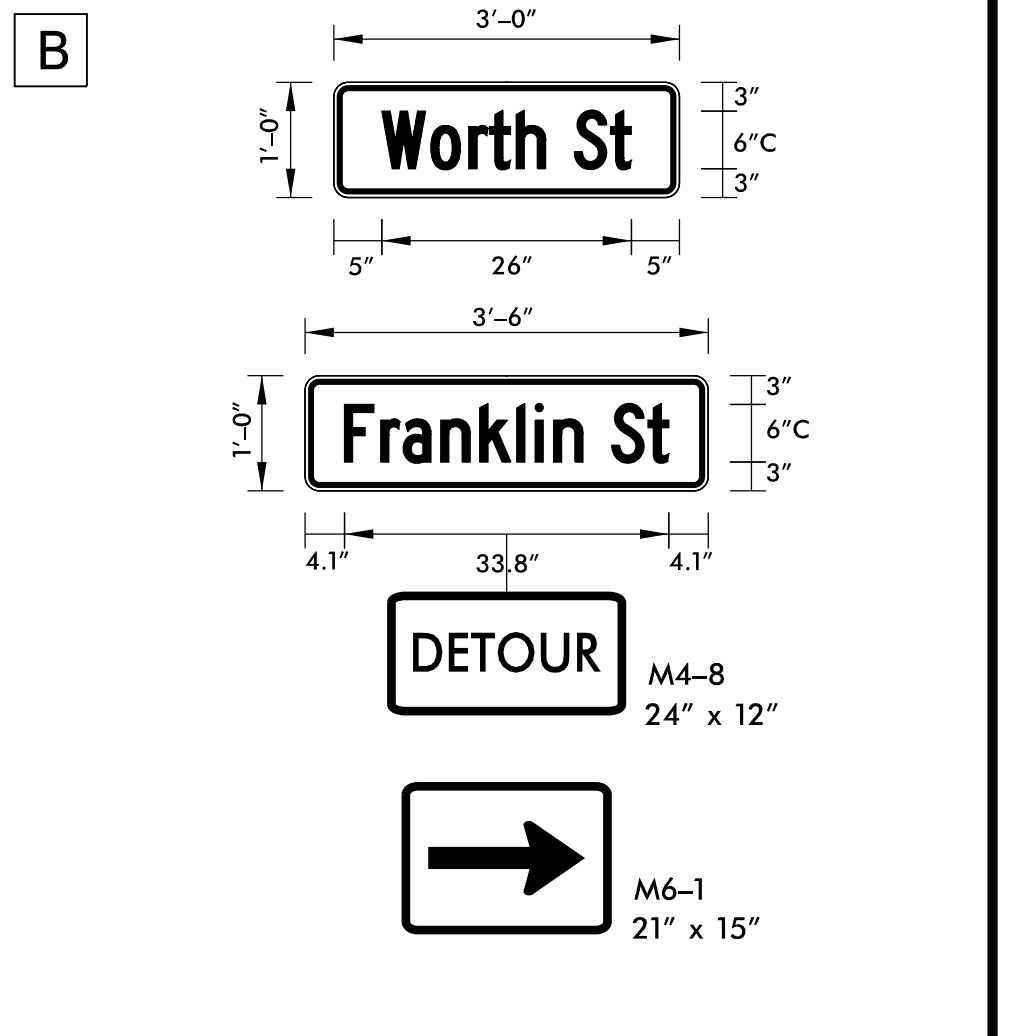 B
3′–0″
1′–0″
Worth St
3″
6″C
3″
5″ 26″ 5″
3′–6″
1′–0″
Franklin St
3″
6″C
3″
4.1″ 33.8″ 4.1″
DETOUR
M4–8
24″ x 12″
M6–1
21″ x 15″